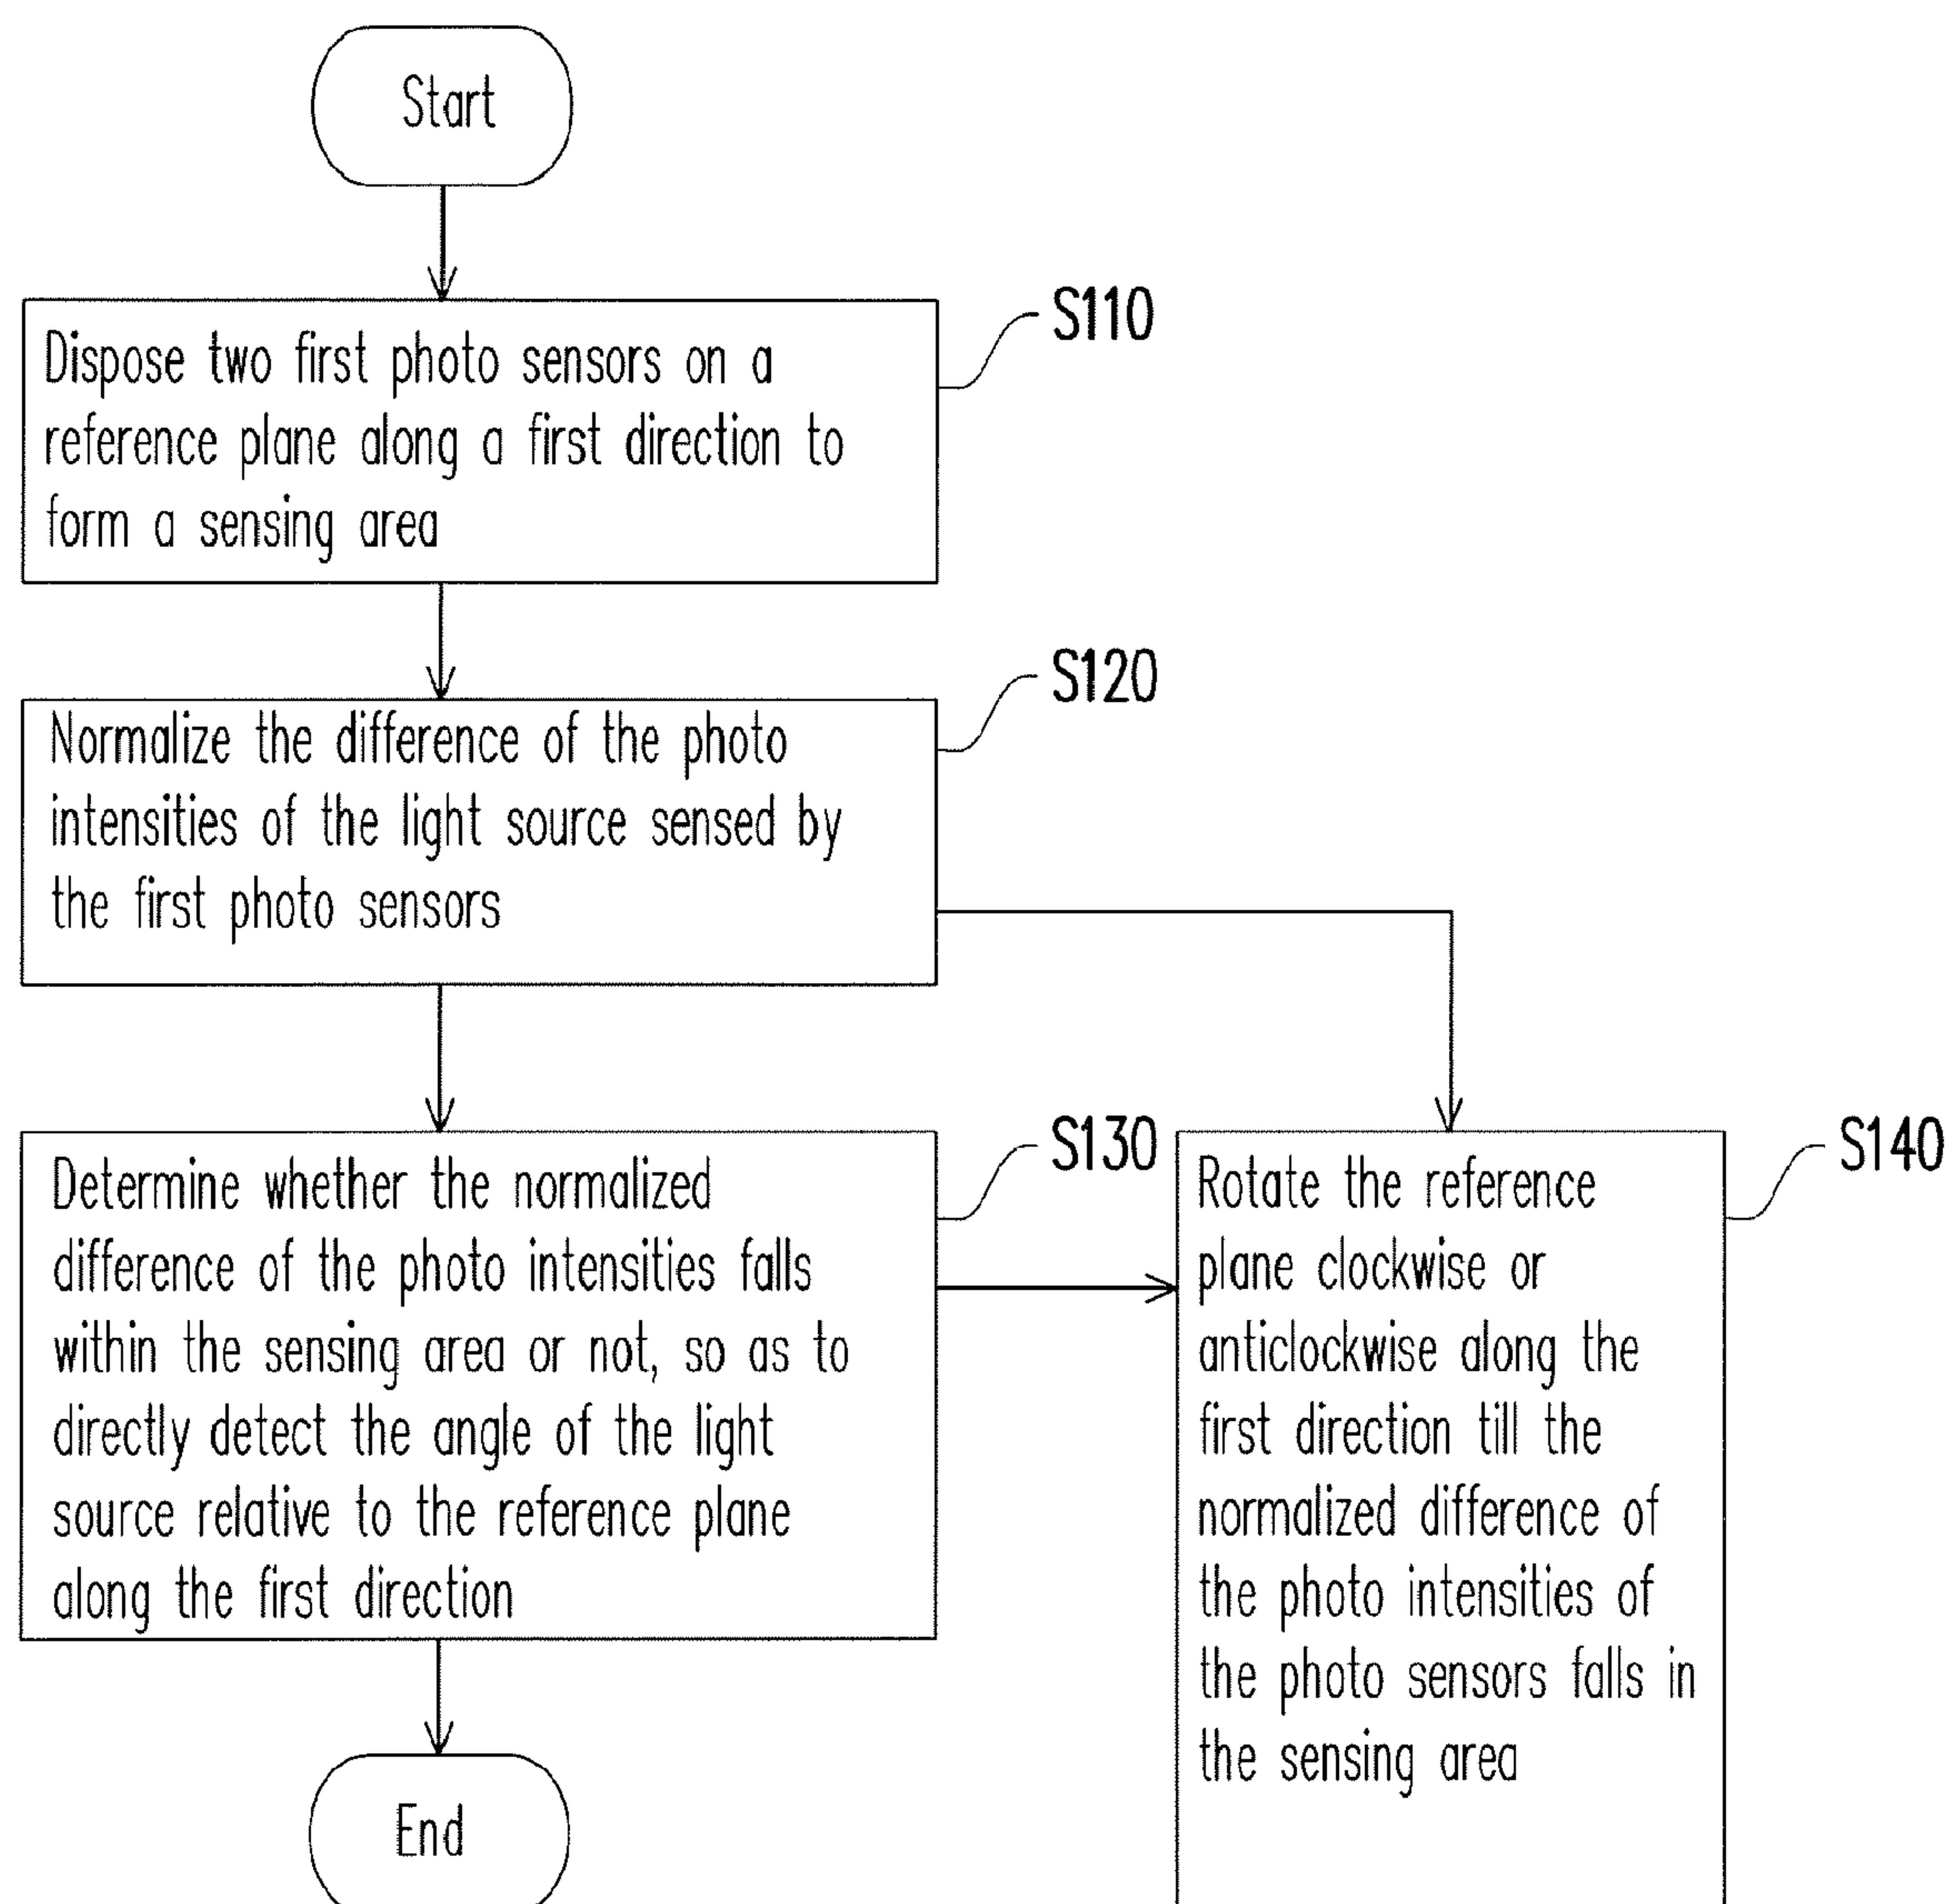 Start
S110
Dispose two first photo sensors on a
reference plane along a first direction to
form a sensing area
S120
Normalize the difference of the photo
intensities of the light source sensed by
the first photo sensors
S130
Determine whether the normalized
difference of the photo intensities falls
within the sensing area or not, so as to
directly detect the angle of the light
source relative to the reference plane
along the first direction
S140
Rotate the reference
plane clockwise or
anticlockwise along the
first direction till the
normalized difference of
the photo intensities of
the photo sensors falls in
the sensing area
End